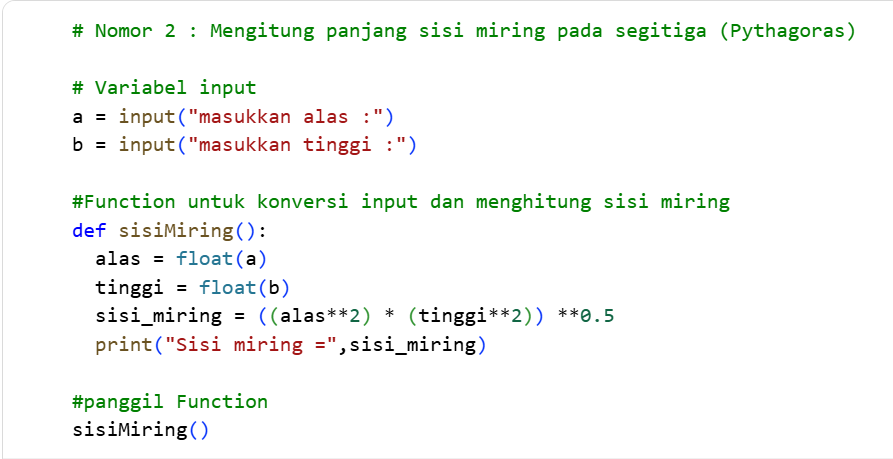 # Nomor 2 : Mengitung panjang sisi miring pada segitiga (Pythagoras)
# Variabel input
a = input("masukkan alas :")
b = input("masukkan tinggi :")
#Function untuk konversi input dan menghitung sisi miring
def sisiMiring():
  alas = float(a)
  tinggi = float(b)
  sisi_miring = ((alas**2) * (tinggi**2)) **0.5
  print("Sisi miring =",sisi_miring)
#panggil Function
sisiMiring()